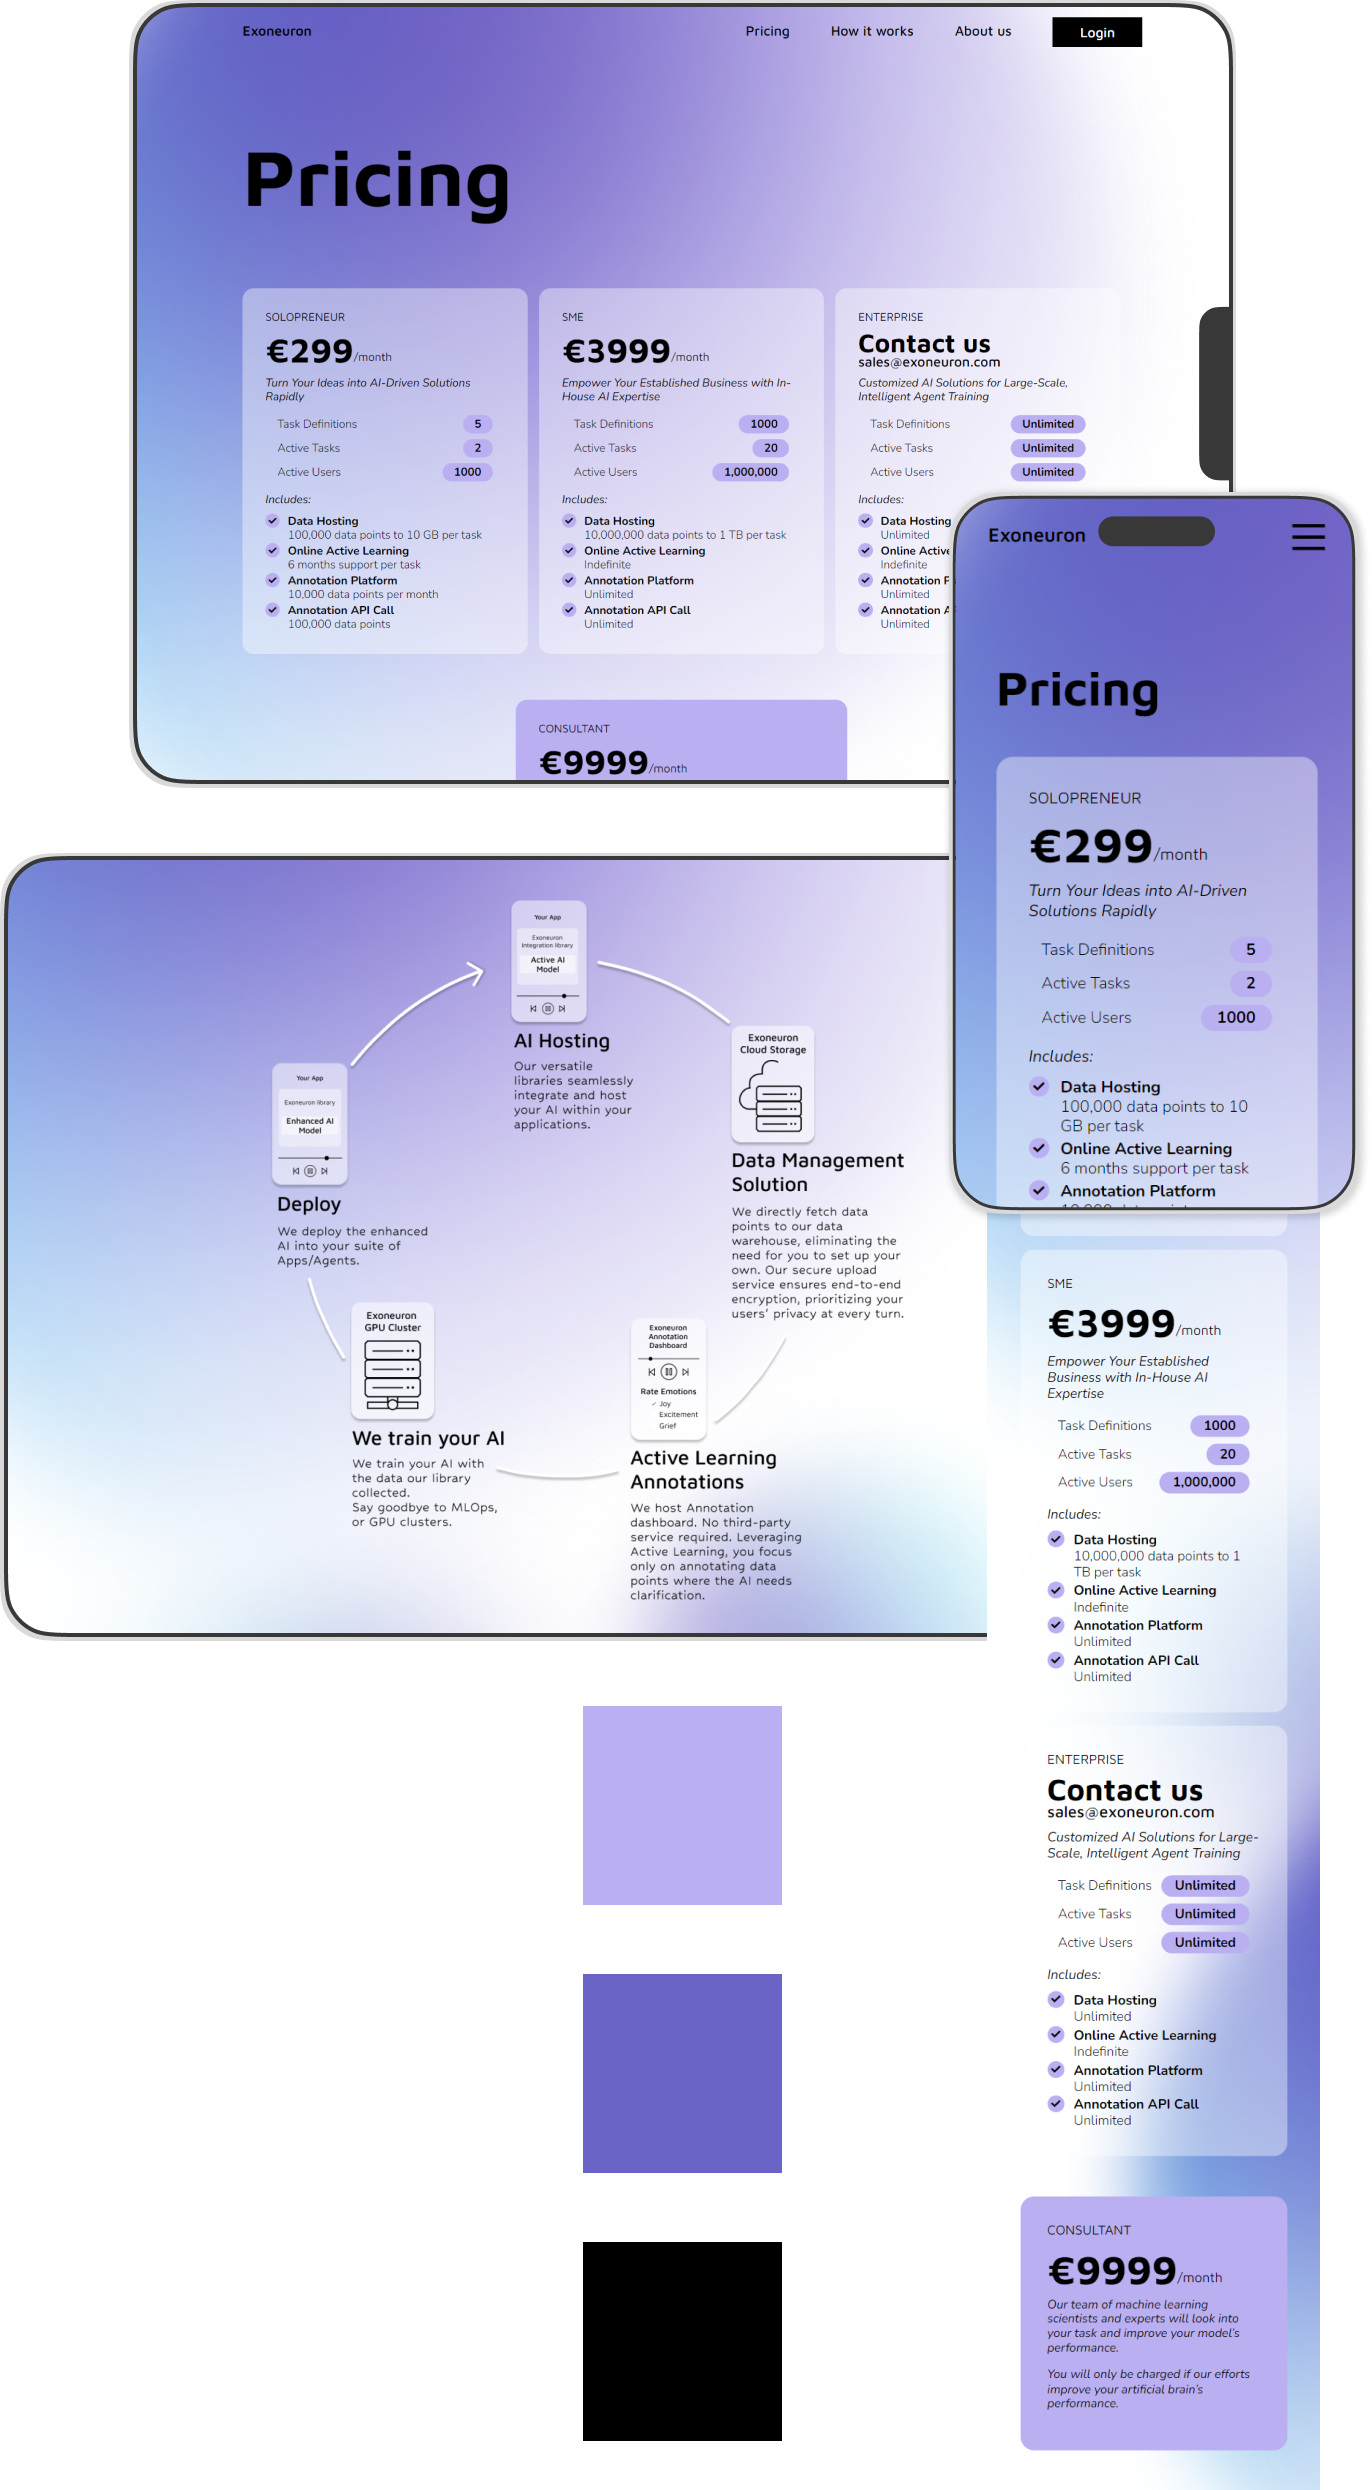 Exoneuron
Pricing
How it works
About us
Login
Pricing
SOLOPRENEUR
€299/month
Turn Your Ideas into AI-Driven Solutions
Rapidly
Task Definitions 5
Active Tasks 2
Active Users 1000
Includes:
Data Hosting
100,000 data points to 10 GB per task
Online Active Learning
6 months support per task
Annotation Platform
10,000 data points per month
Annotation API Call
100,000 data points
SME
€3999/month
Empower Your Established Business with In-
House AI Expertise
Task Definitions 1000
Active Tasks 20
Active Users 1,000,000
Includes:
Data Hosting
10,000,000 data points to 1 TB per task
Online Active Learning
Indefinite
Annotation Platform
Unlimited
Annotation API Call
Unlimited
ENTERPRISE
Contact us
sales@exoneuron.com
Customized AI Solutions for Large-Scale,
Intelligent Agent Training
Task Definitions Unlimited
Active Tasks Unlimited
Active Users Unlimited
Includes:
Data Hosting
Unlimited
Online Active
Indefinite
Annotation P
Unlimited
Annotation A
Unlimited
CONSULTANT
€9999/month
Exoneuron
Pricing
SOLOPRENEUR
€299/month
Turn Your Ideas into AI-Driven
Solutions Rapidly
Task Definitions 5
Active Tasks 2
Active Users 1000
Includes:
Data Hosting
100,000 data points to 10
GB per task
Online Active Learning
6 months support per task
Annotation Platform
SME
€3999/month
Empower Your Established
Business with In-House AI
Expertise
Task Definitions 1000
Active Tasks 20
Active Users 1,000,000
Includes:
Data Hosting
10,000,000 data points to 1
TB per task
Online Active Learning
Indefinite
Annotation Platform
Unlimited
Annotation API Call
Unlimited
ENTERPRISE
Contact us
sales@exoneuron.com
Customized AI Solutions for Large-
Scale, Intelligent Agent Training
Task Definitions Unlimited
Active Tasks Unlimited
Active Users Unlimited
Includes:
Data Hosting
Unlimited
Online Active Learning
Indefinite
Annotation Platform
Unlimited
Annotation API Call
Unlimited
CONSULTANT
€9999/month
Our team of machine learning
scientists and experts will look into
your task and improve your model's
performance.
You will only be charged if our efforts
improve your artificial brain's
performance.
Your App
Exoneuron
Integration library
Active AI
Model
AI Hosting
Our versatile
libraries seamlessly
integrate and host
your AI within your
applications.
Exoneuron
Cloud Storage
Data Management
Solution
We directly fetch data
points to our data
warehouse, eliminating the
need for you to set up your
own. Our secure upload
service ensures end-to-end
encryption, prioritizing your
users' privacy at every turn.
Exoneuron
Annotation
Dashboard
Rate Emotions
✓ Joy
Excitement
Grief
Active Learning
Annotations
We host Annotation
dashboard. No third-party
service required. Leveraging
Active Learning, you focus
only on annotating data
points where the AI needs
clarification.
Exoneuron
GPU Cluster
We train your AI
We train your AI with
the data our library
collected.
Say goodbye to MLOps,
or GPU clusters.
Your App
Exoneuron library
Enhanced AI
Model
Deploy
We deploy the enhanced
AI into your suite of
Apps/Agents.